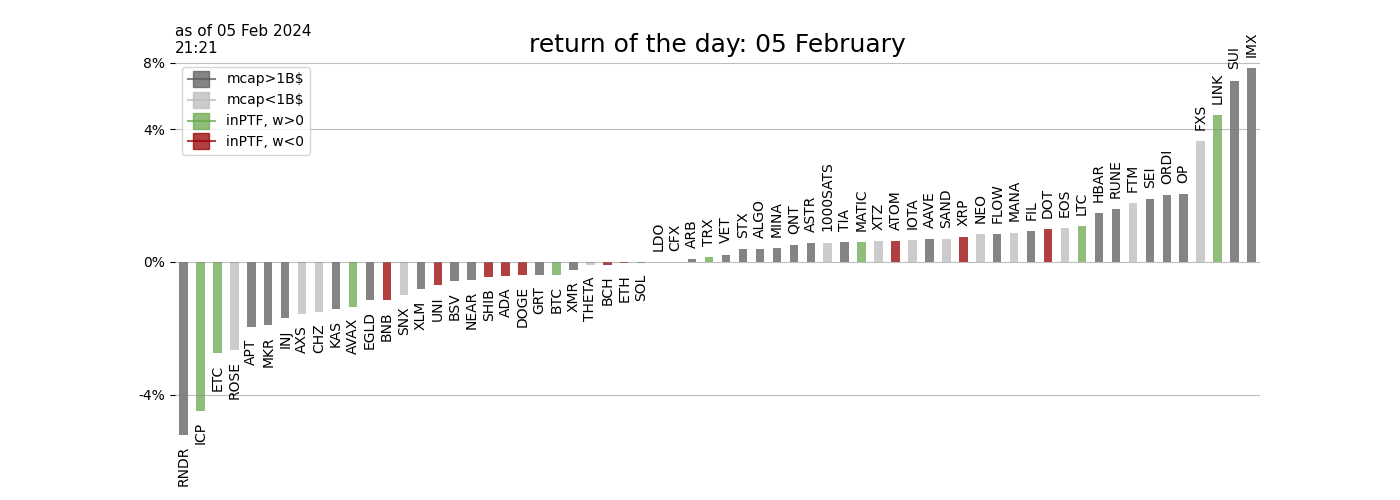 as of 05 Feb 2024
21:21
return of the day: 05 February
8%
4%
0%
-4%
mcap>1B$
mcap<1B$
inPTF, w>0
inPTF, w<0
RNDR
ICP
ETC
ROSE
APT
MKR
INJ
AXS
CHZ
KAS
AVAX
EGLD
BNB
SNX
XLM
UNI
BSV
NEAR
SHIB
ADA
DOGE
GRT
BTC
XMR
THETA
BCH
ETH
SOL
LDO
CFX
ARB
TRX
VET
STX
ALGO
MINA
QNT
ASTR
1000SATS
TIA
MATIC
XTZ
ATOM
IOTA
AAVE
SAND
XRP
NEO
FLOW
MANA
FIL
DOT
EOS
LTC
HBAR
RUNE
FTM
SEI
ORDI
OP
FXS
LINK
SUI
IMX